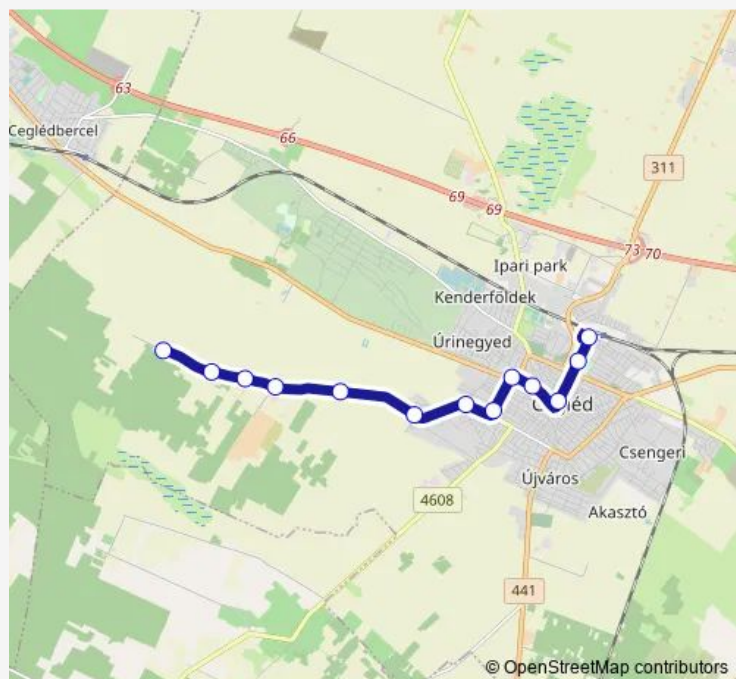 63
Ceglédbercel
66
311
69
69
73 70
Ipari park
Kenderföldek
Úrinegyed
Csengeri
Újváros
4608
Akasztó
441
© OpenStreetMap contributors